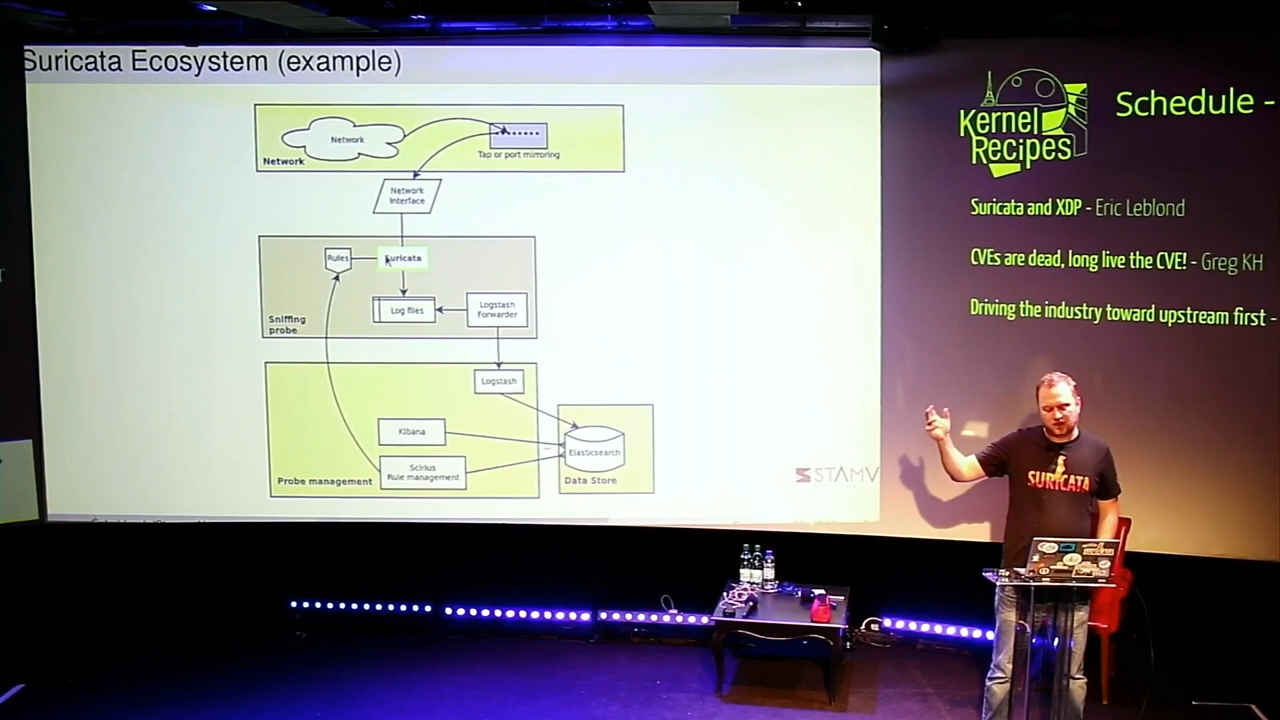 Suricata Ecosystem (example)
Network
Tap or port mirroring
Network
Network
Interface
Rules
Suricata
Log files
Logstash
Forwarder
Sniffing
probe
Logstash
Kibana
Elasticsearch
Scirius
Rule management
Probe management
Data Store
STAMV
Kernel
Recipes
Schedule -
Suricata and XDP - Eric Leblond
CVEs are dead, long live the CVE! - Greg KH
Driving the industry toward upstream first -
SURICATA